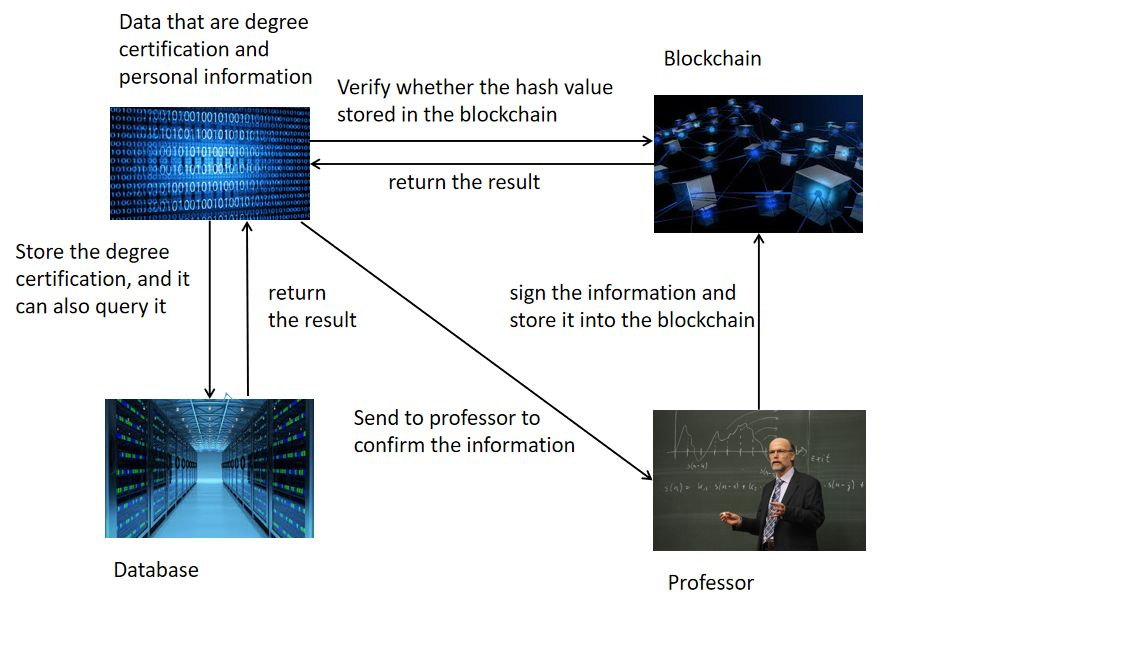 Data that are degree
certification and
personal information
Blockchain
Verify whether the hash value
stored in the blockchain
return the result
Store the degree
certification, and it
can also query it
return
the result
sign the information and
store it into the blockchain
Send to professor to
confirm the information
Database
Professor